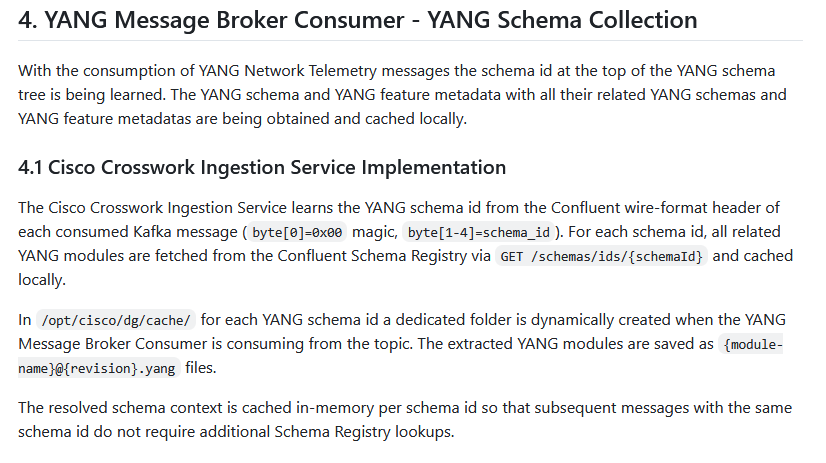 4. YANG Message Broker Consumer - YANG Schema Collection
With the consumption of YANG Network Telemetry messages the schema id at the top of the YANG schema
tree is being learned. The YANG schema and YANG feature metadata with all their related YANG schemas and
YANG feature metadatas are being obtained and cached locally.
4.1 Cisco Crosswork Ingestion Service Implementation
The Cisco Crosswork Ingestion Service learns the YANG schema id from the Confluent wire-format header of
each consumed Kafka message ( byte[0]=0x00 magic, byte[1-4]=schema_id ). For each schema id, all related
YANG modules are fetched from the Confluent Schema Registry via GET /schemas/ids/{schemaId} and cached
locally.
In /opt/cisco/dg/cache/ for each YANG schema id a dedicated folder is dynamically created when the YANG
Message Broker Consumer is consuming from the topic. The extracted YANG modules are saved as {module-
name}@{revision}.yang files.
The resolved schema context is cached in-memory per schema id so that subsequent messages with the same
schema id do not require additional Schema Registry lookups.